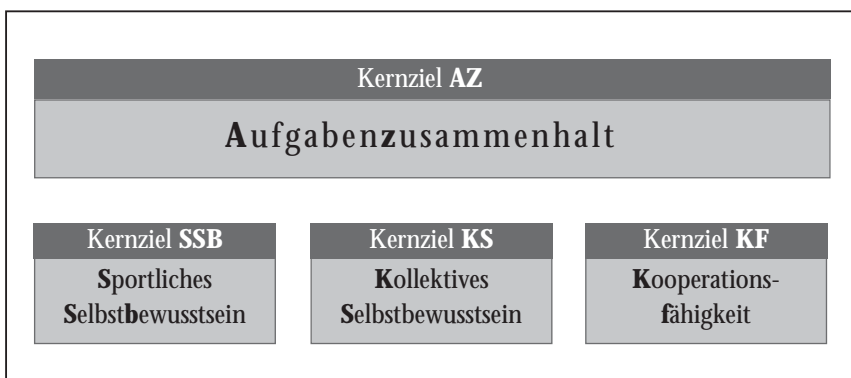 Kernziel AZ
Aufgabenzusammenhalt
Kernziel SSB
Sportliches
Selbstbewusstsein
Kernziel KS
Kollektives
Selbstbewusstsein
Kernziel KF
Kooperations-
fähigkeit